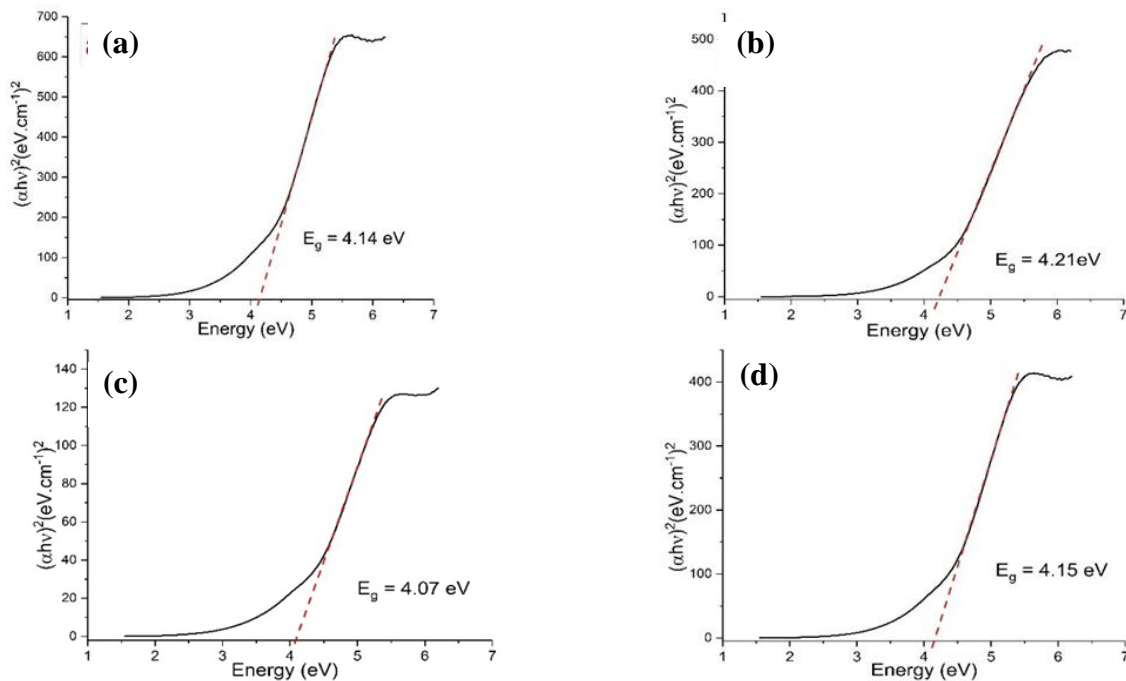 (a)
700
600
500
400
300
200
100
0
(αhν)²(eV.cm⁻¹)²
E_g = 4.14 eV
1 2 3 4 5 6 7
Energy (eV)
(b)
500
400
300
200
100
0
(αhν)²(eV.cm⁻¹)²
E_g = 4.21eV
1 2 3 4 5 6 7
Energy (eV)
(c)
140
120
100
80
60
40
20
0
(αhν)²(eV.cm⁻¹)²
E_g = 4.07 eV
1 2 3 4 5 6 7
Energy (eV)
(d)
400
300
200
100
0
(αhν)²(eV.cm⁻¹)²
E_g = 4.15 eV
1 2 3 4 5 6 7
Energy (eV)